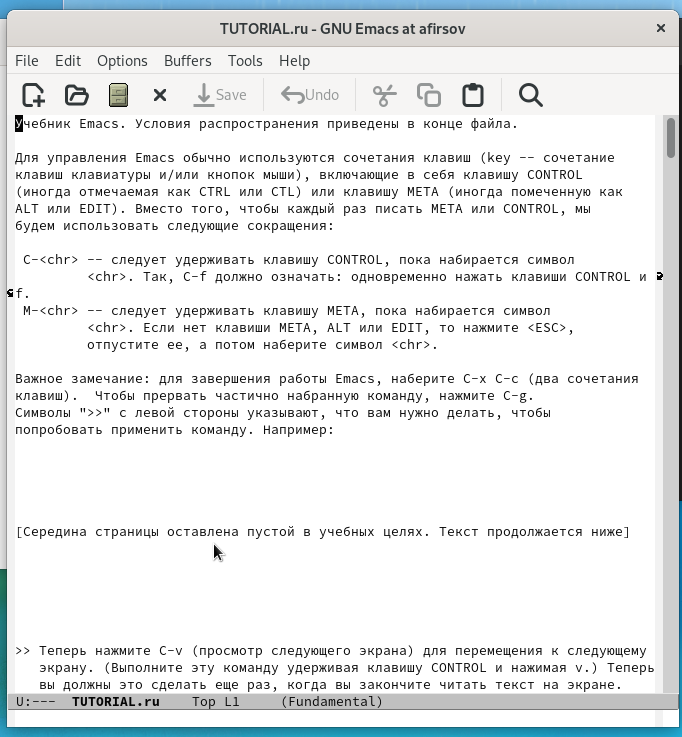 TUTORIAL.ru - GNU Emacs at afirsov
File Edit Options Buffers Tools Help
Save Undo
Учебник Emacs. Условия распространения приведены в конце файла.
Для управления Emacs обычно используются сочетания клавиш (key -- сочетание
клавиш клавиатуры и/или кнопок мыши), включающие в себя клавишу CONTROL
(иногда отмечаемая как CTRL или CTL) или клавишу META (иногда помеченную как
ALT или EDIT). Вместо того, чтобы каждый раз писать META или CONTROL, мы
будем использовать следующие сокращения:
C-<chr> -- следует удерживать клавишу CONTROL, пока набирается символ
<chr>. Так, C-f должно означать: одновременно нажать клавиши CONTROL и
f.
M-<chr> -- следует удерживать клавишу META, пока набирается символ
<chr>. Если нет клавиши META, ALT или EDIT, то нажмите <ESC>,
отпустите ее, а потом наберите символ <chr>.
Важное замечание: для завершения работы Emacs, наберите C-x C-c (два сочетания
клавиш).  Чтобы прервать частично набранную команду, нажмите C-g.
Символы ">>" с левой стороны указывают, что вам нужно делать, чтобы
попробовать применить команду. Например:
[Середина страницы оставлена пустой в учебных целях. Текст продолжается ниже]
>> Теперь нажмите C-v (просмотр следующего экрана) для перемещения к следующему
экрану. (Выполните эту команду удерживая клавишу CONTROL и нажимая v.) Теперь
вы должны это сделать еще раз, когда вы закончите читать текст на экране.
U:--- TUTORIAL.ru Top L1 (Fundamental)